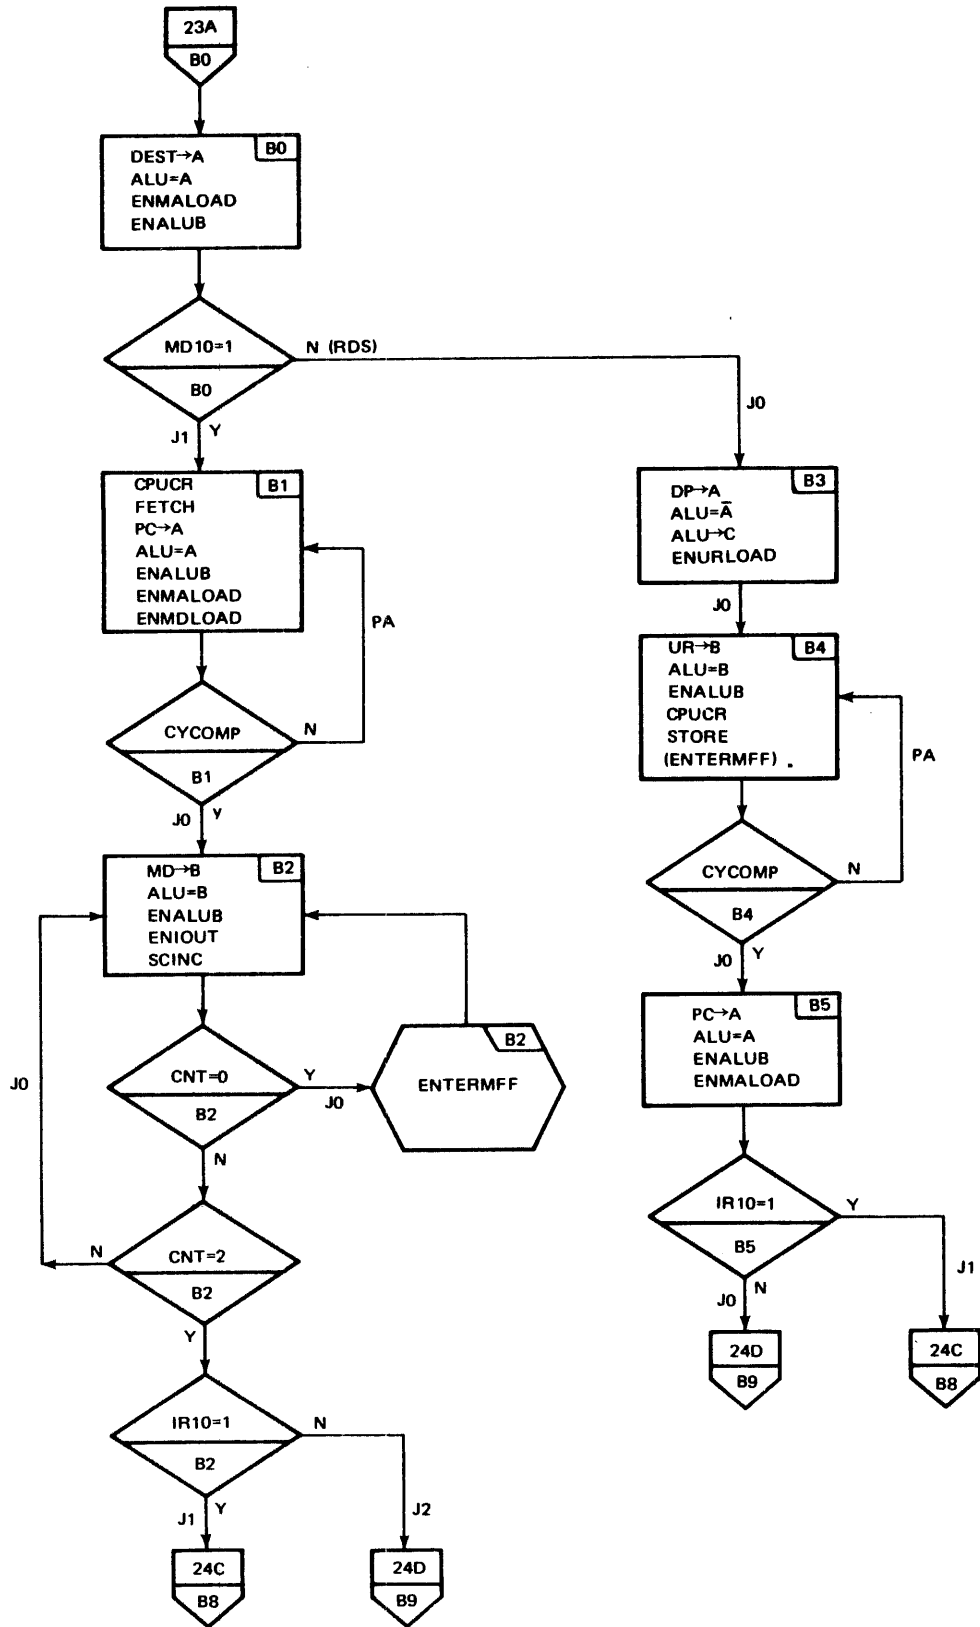 23A
B0
B0
DEST→A
ALU=A
ENMALOAD
ENALUB
MD10=1
B0
N (RDS)
J0
J1
Y
B1
CPUCR
FETCH
PC→A
ALU=A
ENALUB
ENMALOAD
ENMDLOAD
PA
CYCOMP
B1
N
J0
y
B2
MD→B
ALU=B
ENALUB
ENIOUT
SCINC
CNT=0
B2
Y
J0
B2
ENTERMFF
N
J0
CNT=2
B2
N
Y
IR10=1
B2
N
J2
J1
Y
24C
B8
24D
B9
B3
DP→A
ALU=A̅
ALU→C
ENURLOAD
J0
B4
UR→B
ALU=B
ENALUB
CPUCR
STORE
(ENTERMFF) .
PA
CYCOMP
B4
N
J0
Y
B5
PC→A
ALU=A
ENALUB
ENMALOAD
IR10=1
B5
Y
J1
J0
N
24D
B9
24C
B8